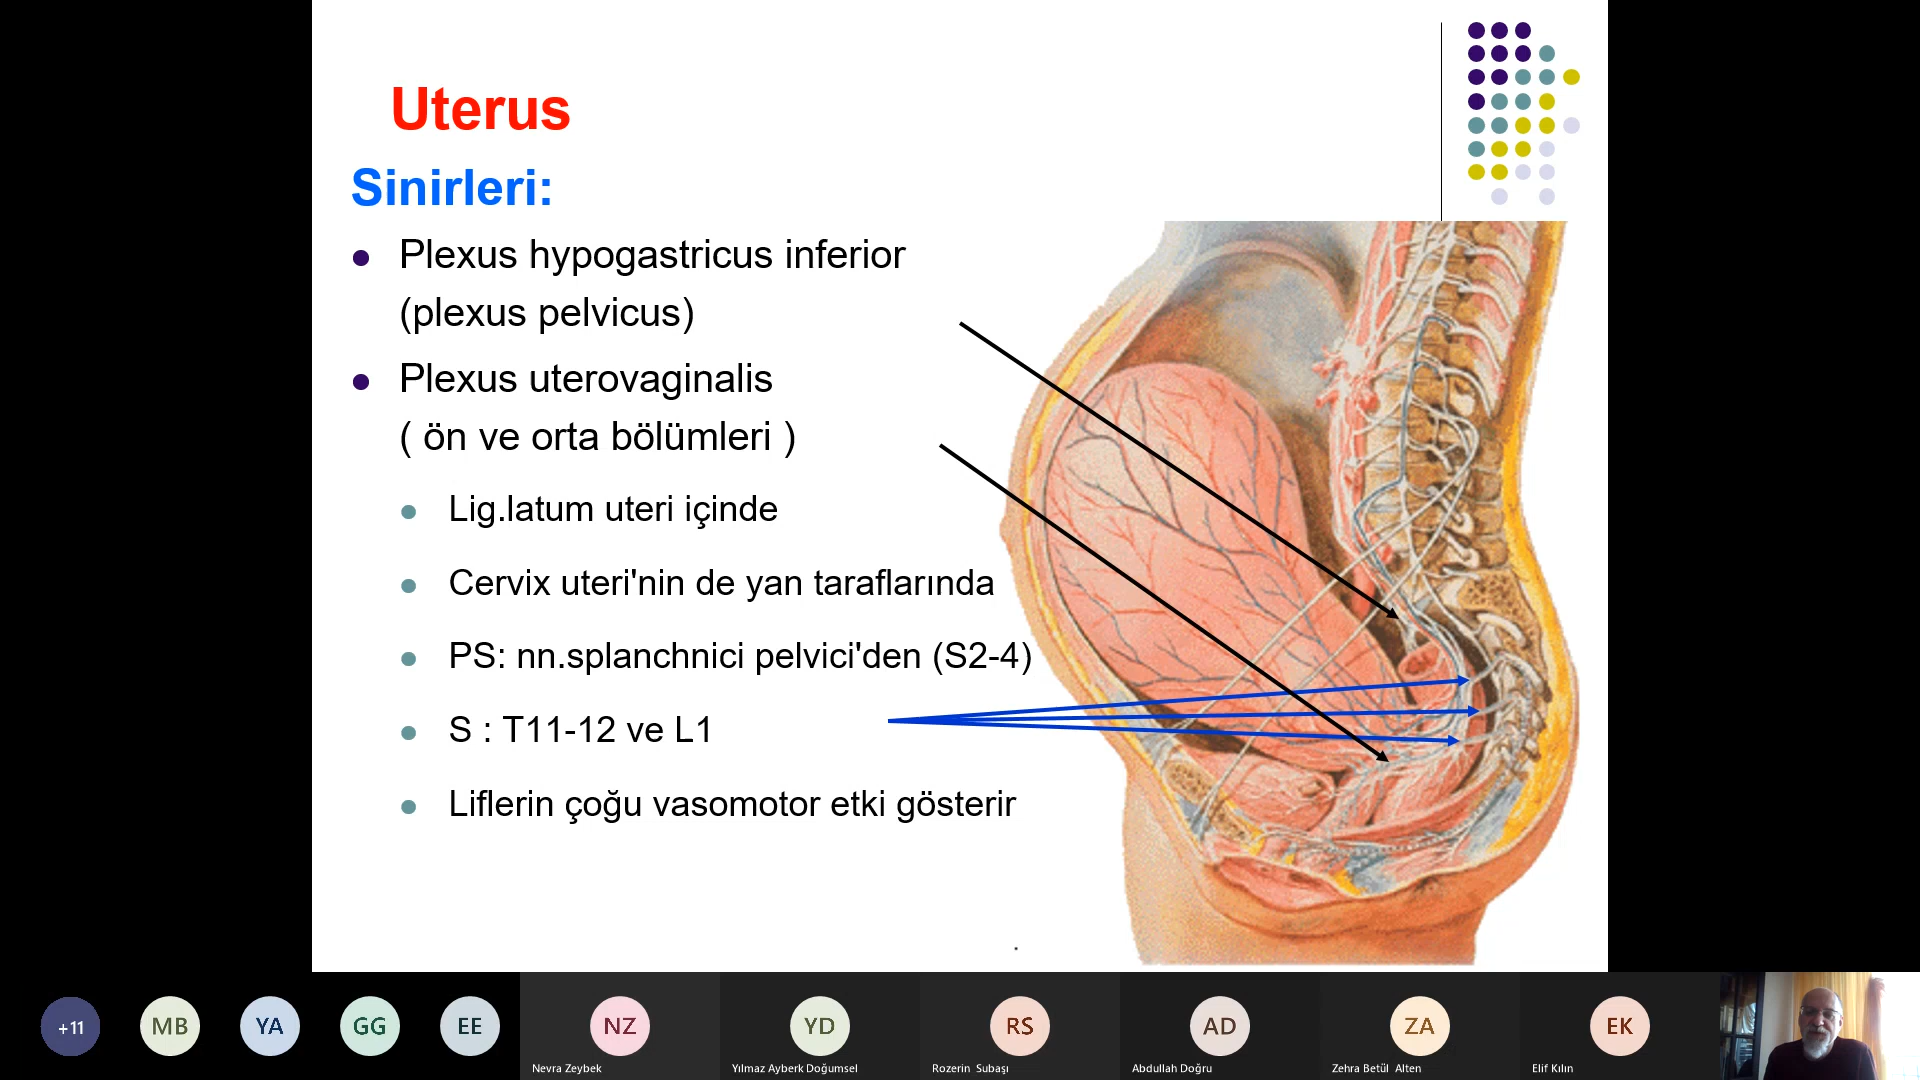 Uterus
Sinirleri:
Plexus hypogastricus inferior
(plexus pelvicus)
Plexus uterovaginalis
( ön ve orta bölümleri )
Lig.latum uteri içinde
Cervix uteri'nin de yan taraflarında
PS: nn.splanchnici pelvici'den (S2-4)
S : T11-12 ve L1
Liflerin çoğu vasomotor etki gösterir
+11
MB
YA
GG
EE
NZ
YD
RS
AD
ZA
EK
Nevra Zeybek
Yılmaz Ayberk Doğumsel
Rozerin Subaşı
Abdullah Doğru
Zehra Betül Alten
Elif Kılın